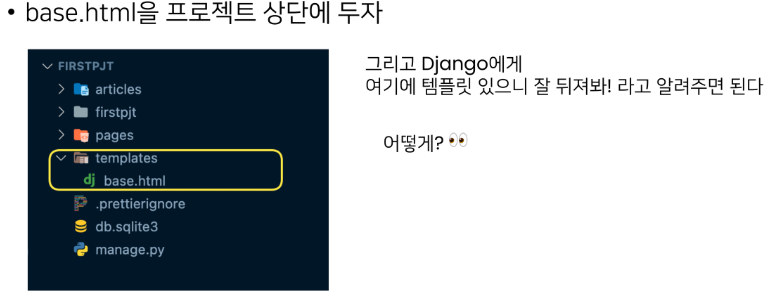 • base.html을 프로젝트 상단에 두자
FIRSTPJT
articles
firstpjt
pages
templates
dj base.html
.prettierignore
db.sqlite3
manage.py
그리고 Django에게
여기에 템플릿 있으니 잘 뒤져봐! 라고 알려주면 된다
어떻게? 👀